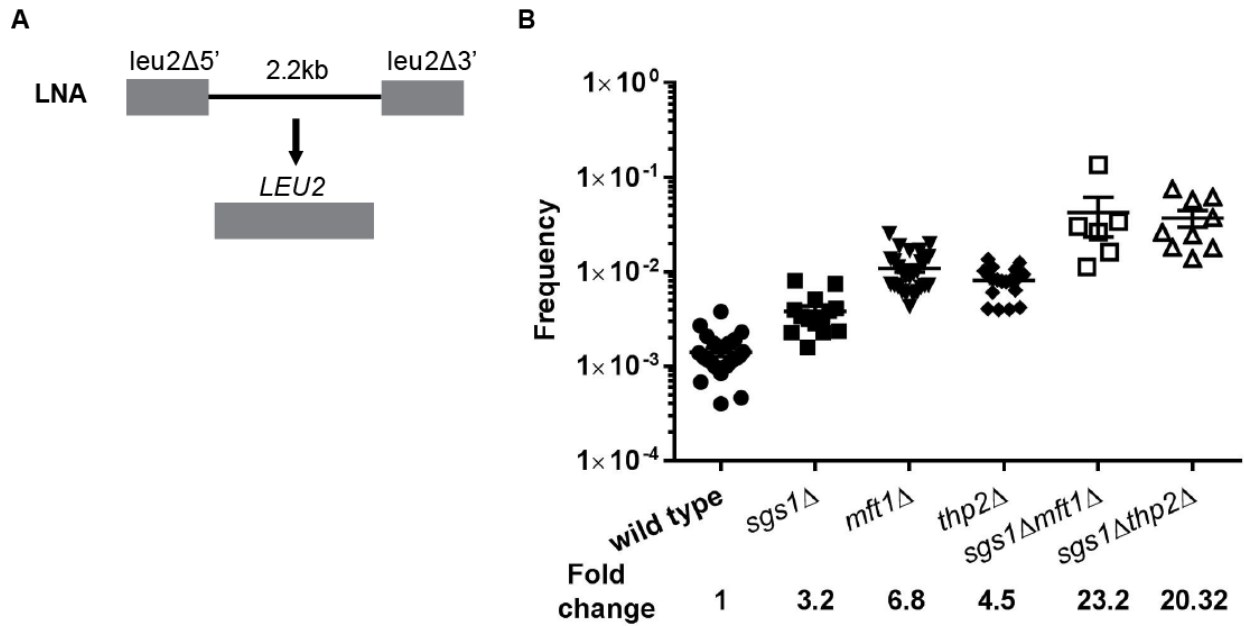 A
leu2Δ5’ 2.2kb leu2Δ3’
LNA
LEU2
B
Frequency
1×10⁰
1×10⁻¹
1×10⁻²
1×10⁻³
1×10⁻⁴
wild type sgs1Δ mft1Δ thp2Δ sgs1Δmft1Δ sgs1Δthp2Δ
Fold
change 1 3.2 6.8 4.5 23.2 20.32